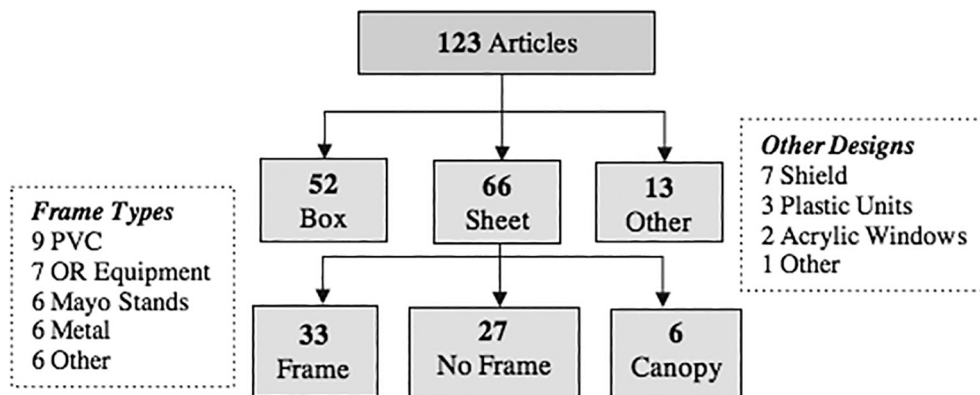 123 Articles
52
Box
66
Sheet
13
Other
Other Designs
7 Shield
3 Plastic Units
2 Acrylic Windows
1 Other
Frame Types
9 PVC
7 OR Equipment
6 Mayo Stands
6 Metal
6 Other
33
Frame
27
No Frame
6
Canopy